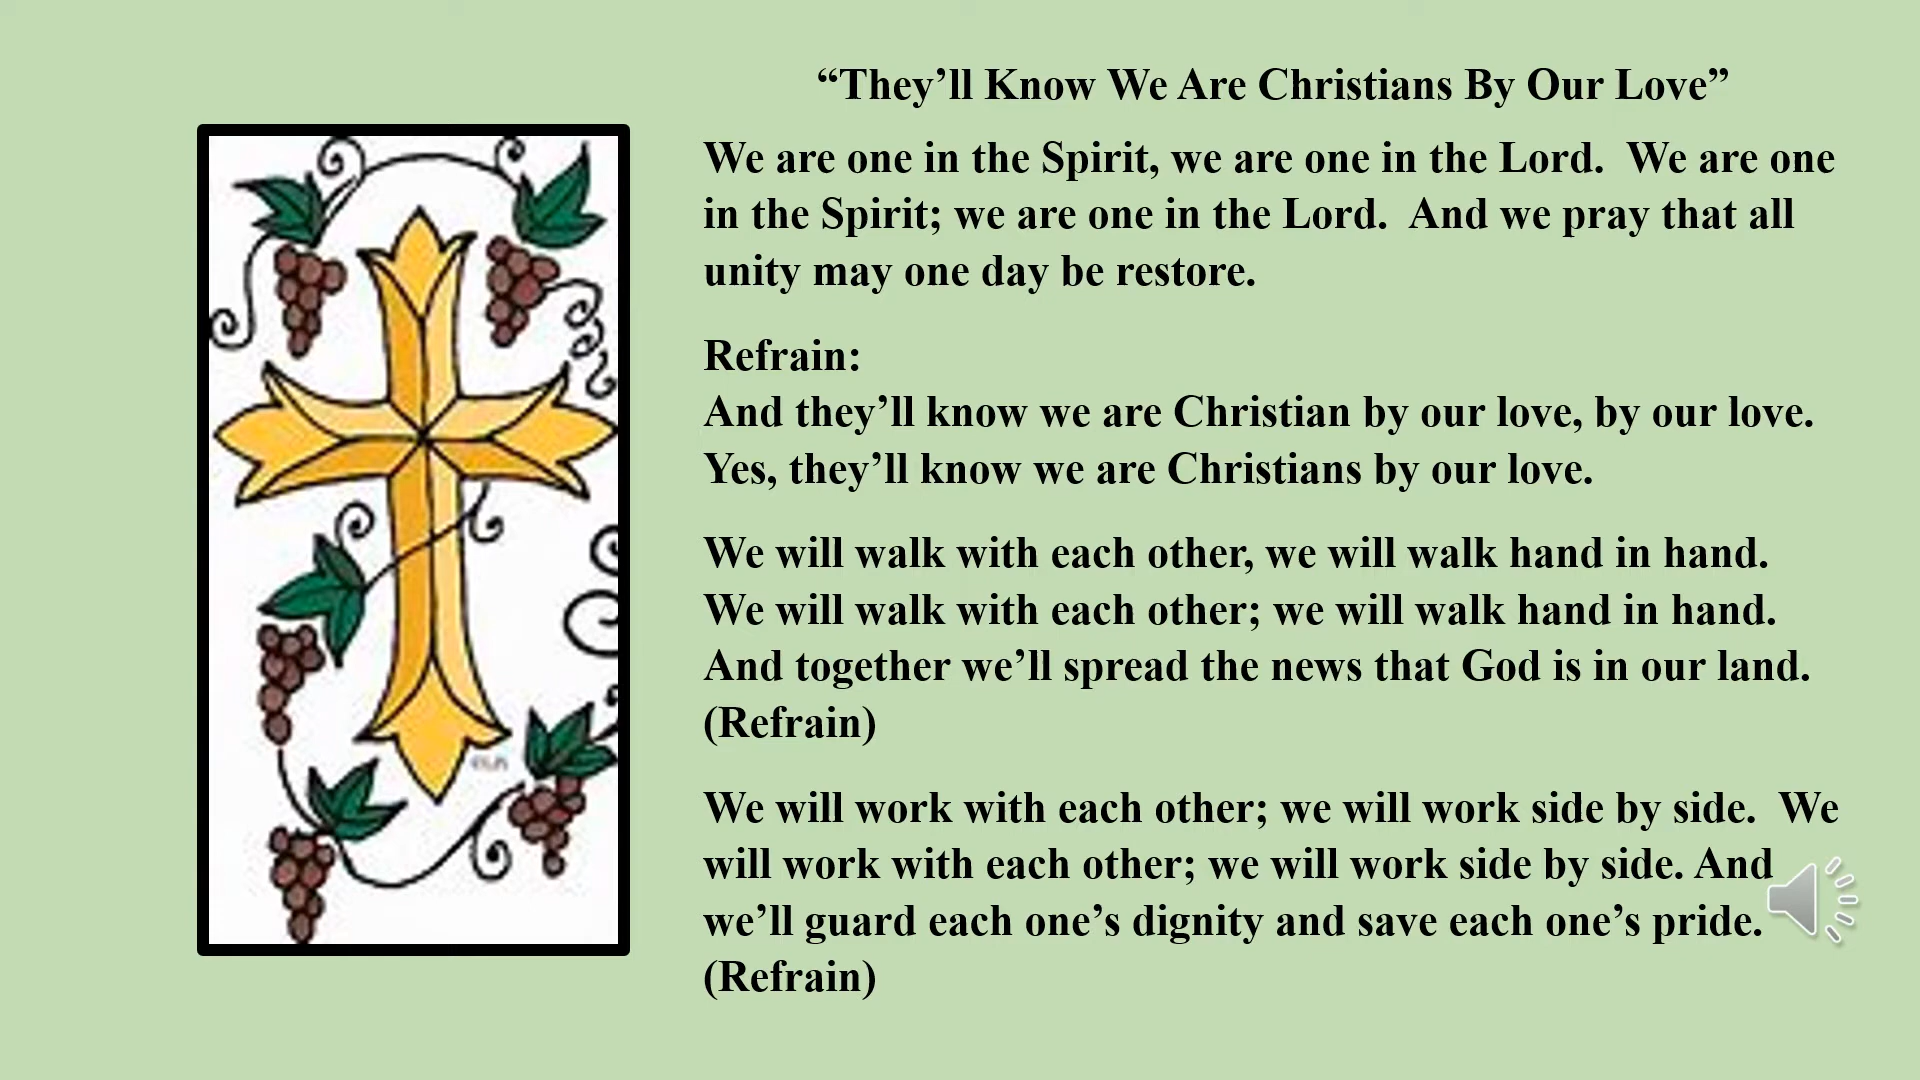 “They’ll Know We Are Christians By Our Love”
We are one in the Spirit, we are one in the Lord.  We are one
in the Spirit; we are one in the Lord.  And we pray that all
unity may one day be restore.
Refrain:
And they’ll know we are Christian by our love, by our love.
Yes, they’ll know we are Christians by our love.
We will walk with each other, we will walk hand in hand.
We will walk with each other; we will walk hand in hand.
And together we’ll spread the news that God is in our land.
(Refrain)
We will work with each other; we will work side by side.  We
will work with each other; we will work side by side. And
we’ll guard each one’s dignity and save each one’s pride.
(Refrain)